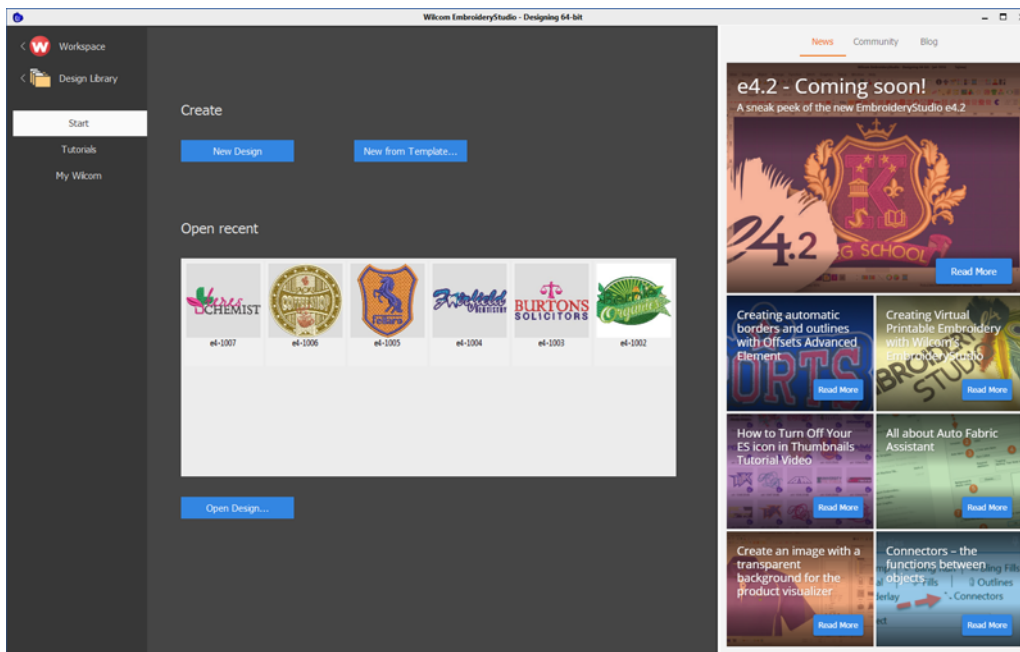 Wilcom EmbroideryStudio - Designing 64-bit
Workspace
Design Library
Start
Tutorials
My Wilcom
Create
New Design
New from Template...
Open recent
CHEMIST
COFFEE SHOP
BURTONS
SOLICITORS
DENTISTRY
Organics
e4-1007
e4-1006
e4-1005
e4-1004
e4-1003
e4-1002
Open Design...
News
Community
Blog
e4.2 - Coming soon!
A sneak peek of the new EmbroideryStudio e4.2
K
e4.2
SCHOOL
Read More
Creating automatic
borders and outlines
with Offsets Advanced
Element
Read More
Creating Virtual
Printable Embroidery
with Wilcom's
EmbroideryStudio
Read More
How to Turn Off Your
ES icon in Thumbnails
Tutorial Video
Read More
All about Auto Fabric
Assistant
Read More
Create an image with a
transparent
background for the
product visualizer
Read More
Connectors – the
functions between
objects
Fills
Outlines
Connectors
Read More